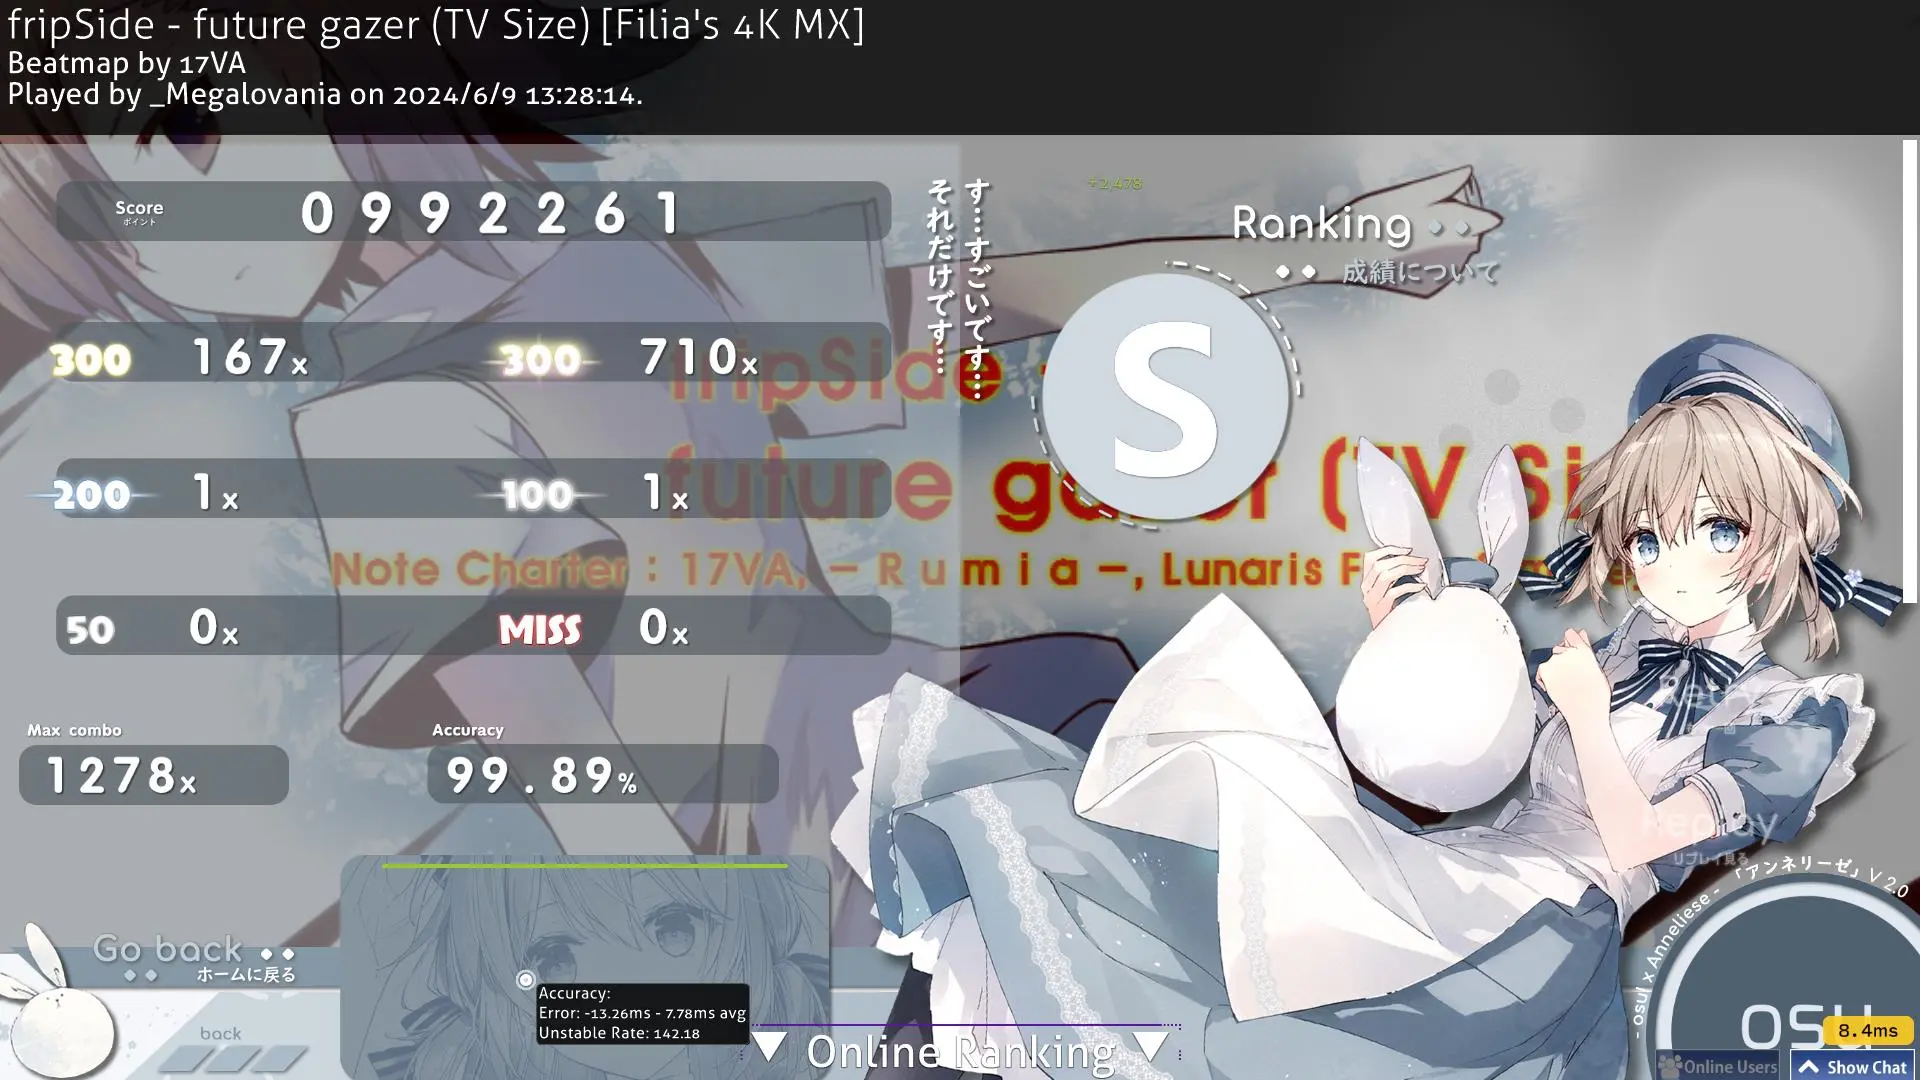 fripSide - future gazer (TV Size) [Filia's 4K MX]
Beatmap by 17VA
Played by _Megalovania on 2024/6/9 13:28:14.
Score
ポイント
0992261
+2,478
Ranking
成績について
す…すごいです…
それだけです…
300 167x 300 710x
200 1x 100 1x
50 0x MISS 0x
S
fripSide -
future gazer (TV Si
Note Charter : 17VA, - R u m i a -, Lunaris F
Max combo
1278x
Accuracy
99.89%
Replay
リプレイ見る
- osu! x Anneliese - 「アンネリーゼ」 V 2.0
Go back
ホームに戻る
back
Accuracy:
Error: -13.26ms - 7.78ms avg
Unstable Rate: 142.18
Online Ranking
osu
8.4ms
Online Users
Show Chat